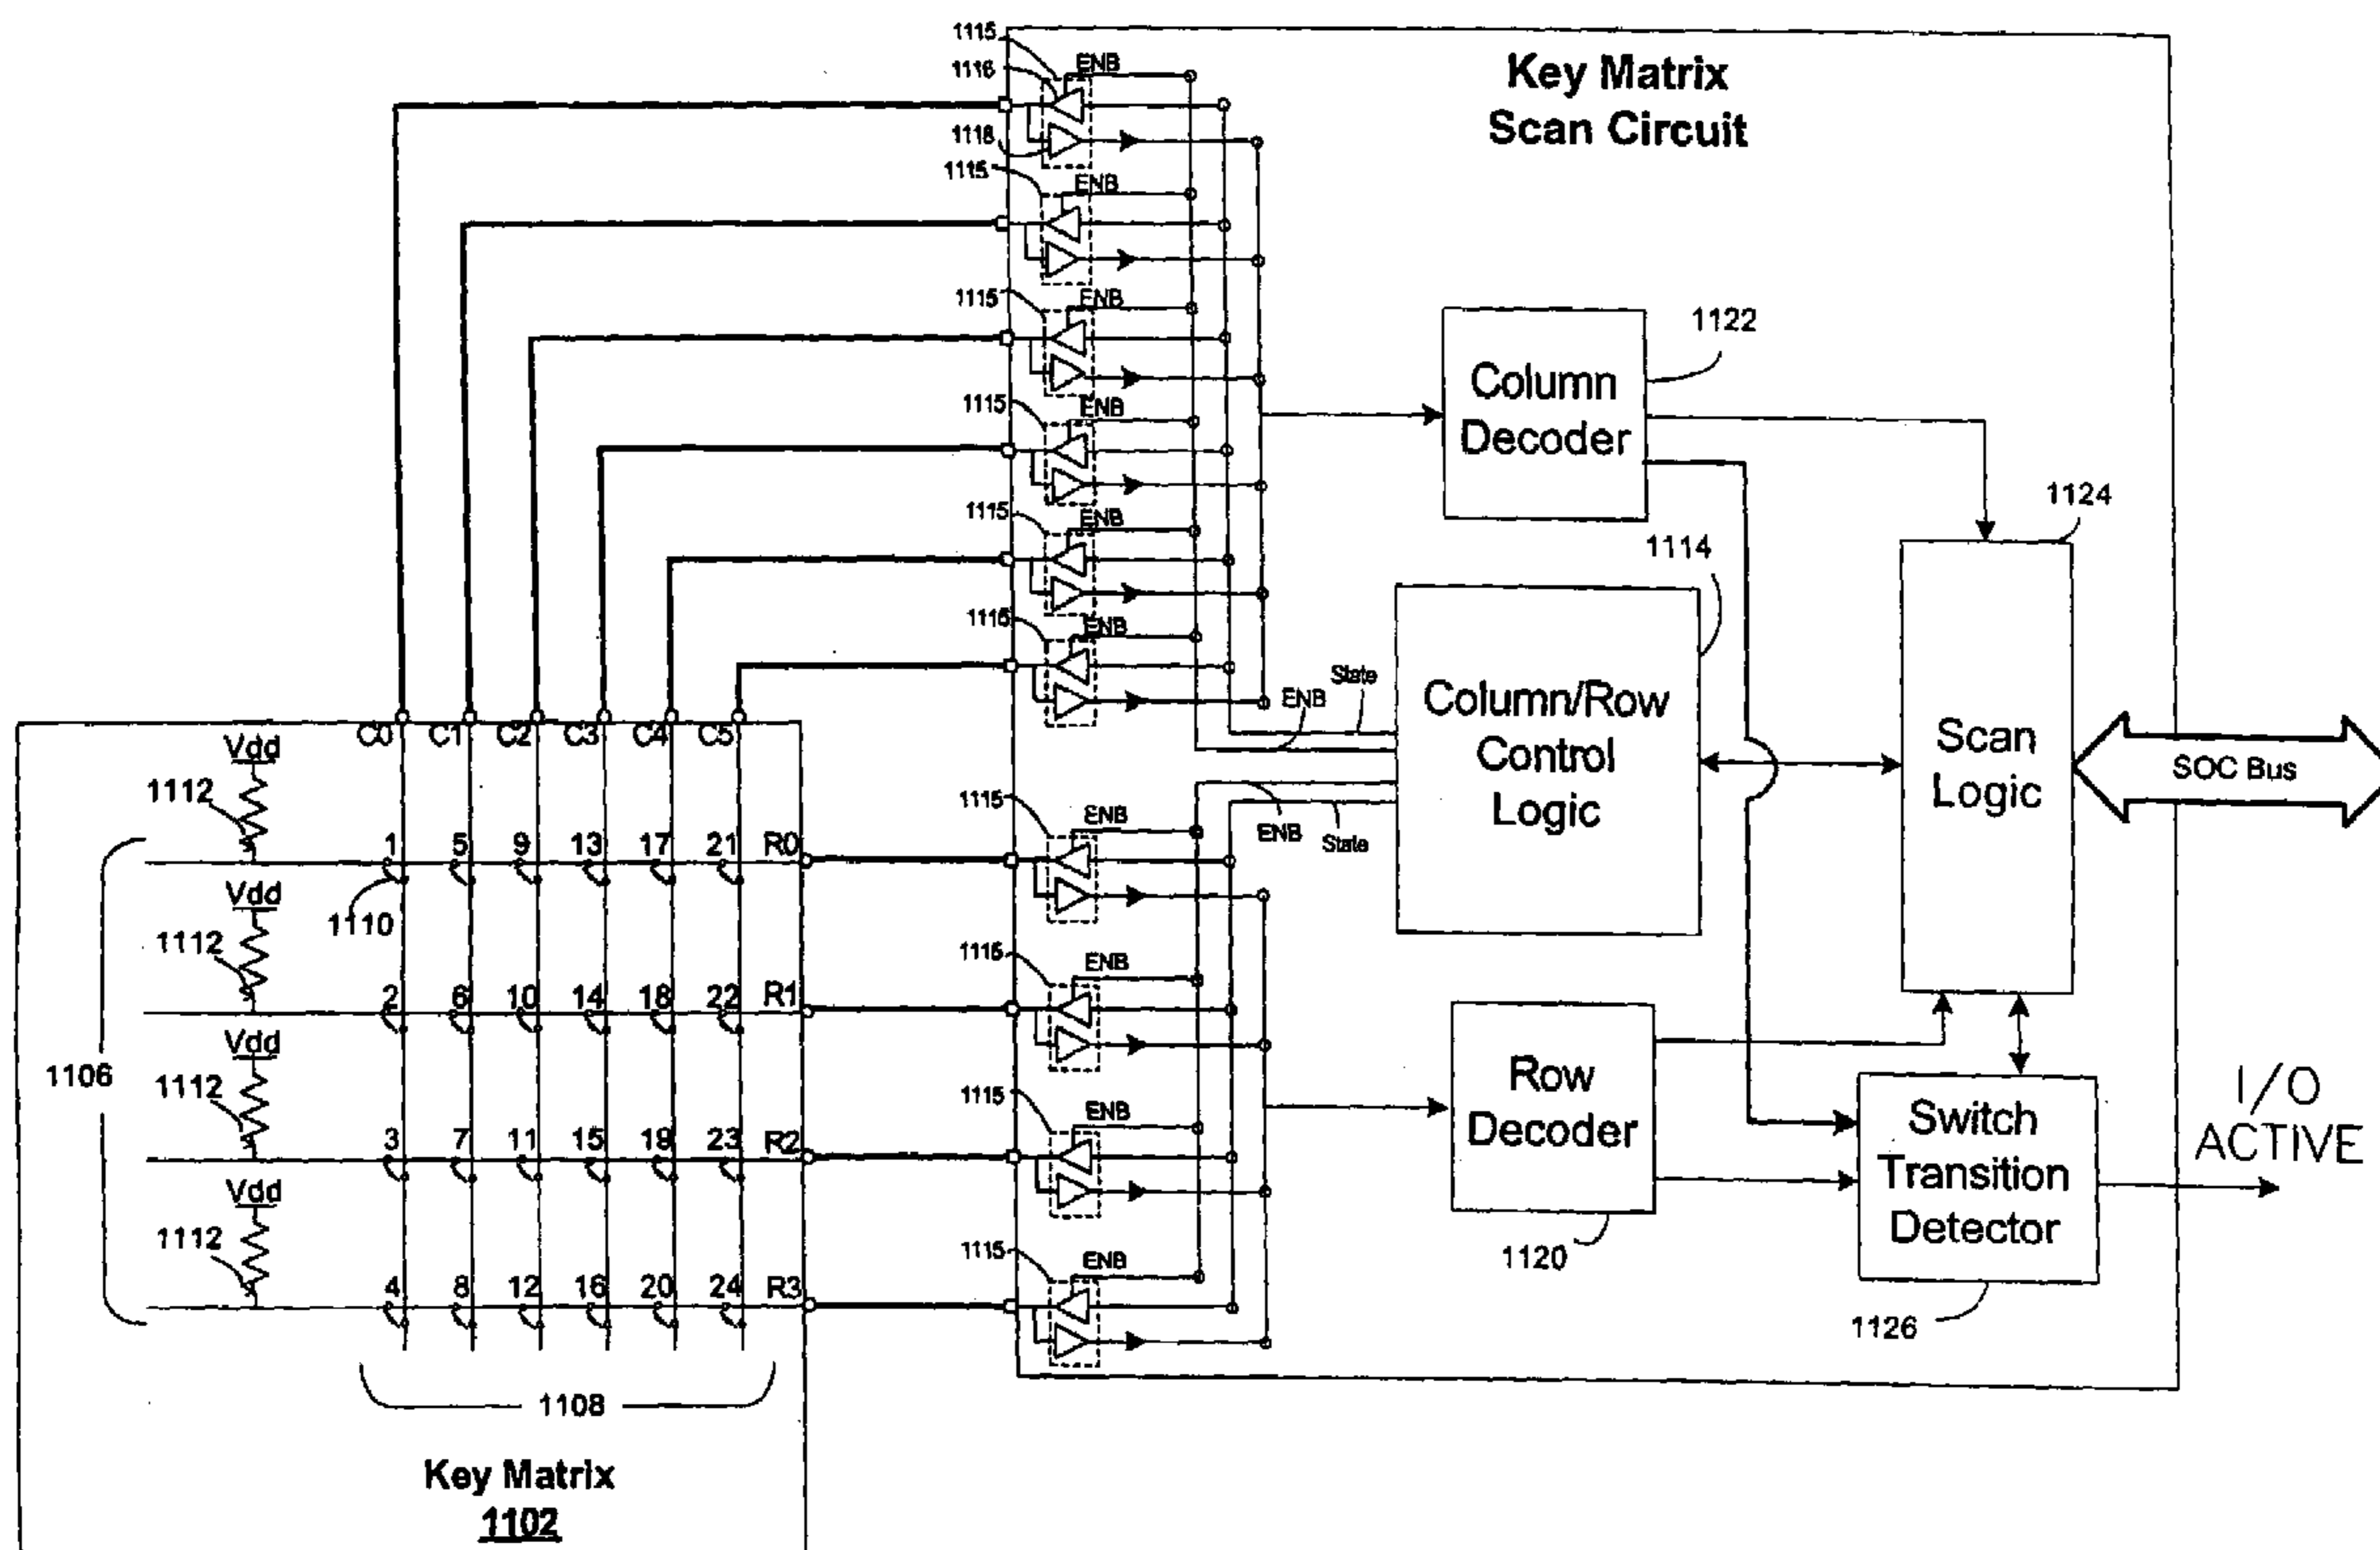 Key Matrix
Scan Circuit
1115
1116
1118
ENB
1115
ENB
1115
ENB
1115
ENB
1115
ENB
1115
ENB
Column
Decoder
1122
1124
1114
Column/Row
Control
Logic
State
ENB
ENB
State
Scan
Logic
SOC Bus
C0 C1 C2 C3 C4 C5
Vdd
1112
1 5 9 13 17 21 R0
1110
Vdd
1112
2 6 10 14 18 22 R1
Vdd
1112
3 7 11 15 19 23 R2
Vdd
1112
4 8 12 16 20 24 R3
1106
1108
Key Matrix
1102
1115
ENB
1115
ENB
1115
ENB
1115
ENB
Row
Decoder
1120
Switch
Transition
Detector
1126
I/O
ACTIVE